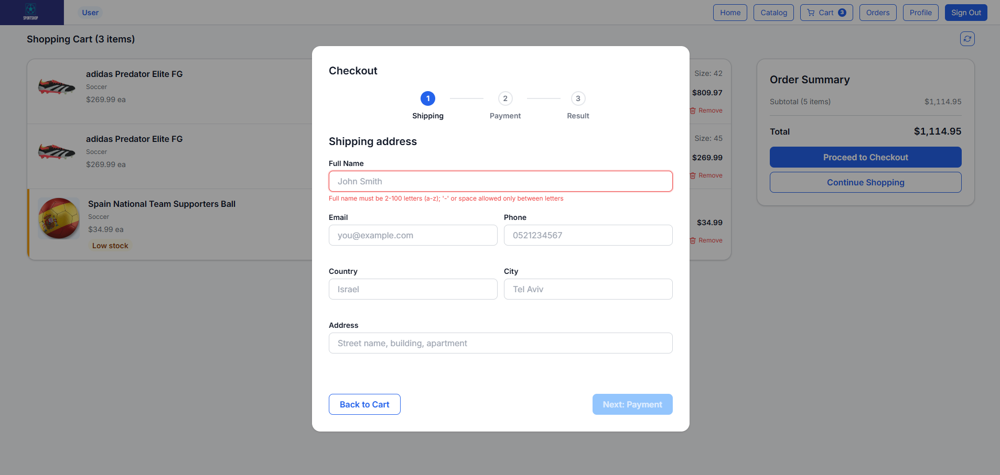 SPORTSHOP
User
Home
Catalog
Cart 3
Orders
Profile
Sign Out
Shopping Cart (3 items)
adidas Predator Elite FG
Soccer
$269.99 ea
Size: 42
$809.97
Remove
adidas Predator Elite FG
Soccer
$269.99 ea
Size: 45
$269.99
Remove
Spain National Team Supporters Ball
Soccer
$34.99 ea
Low stock
$34.99
Remove
Checkout
1
2
3
Shipping
Payment
Result
Shipping address
Full Name
John Smith
Full name must be 2-100 letters (a-z); '-' or space allowed only between letters
Email
Phone
you@example.com
0521234567
Country
City
Israel
Tel Aviv
Address
Street name, building, apartment
Back to Cart
Next: Payment
Order Summary
Subtotal (5 items)
$1,114.95
Total
$1,114.95
Proceed to Checkout
Continue Shopping